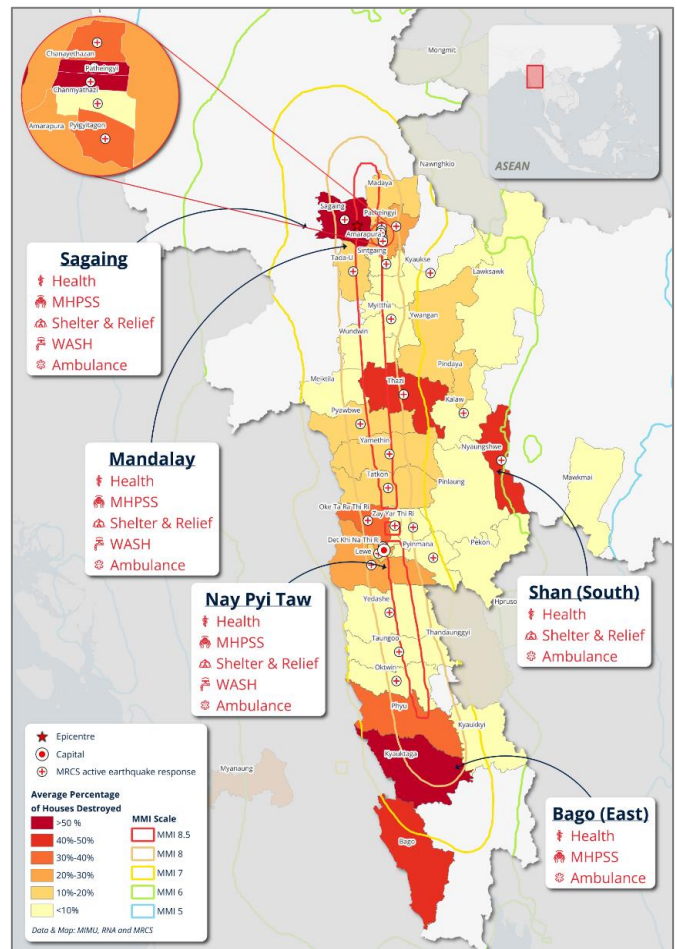 Chanayethazan
Patheingyi
Chanmyathazi
Amarapura
Pyigyitagon
Mongmit
ASEAN
Nawnghkio
Madaya
Sagaing
Patheingyi
Amarapura
Sintgaing
Tada-U
Kyaukse
Lawksawk
Myittha
Ywangan
Wundwin
Pindaya
Meiktila
Thazi
Kalaw
Pyawbwe
Nyaungshwe
Yamethin
Mawkmai
Tatkon
Pinlaung
Oke Ta Ra Thi Ri
Zay Yar Thi Ri
Det Khi Na Thi Ri
Pyinmana
Lewe
Pekon
Hpruso
Yedashe
Thandaunggyi
Taungoo
Oktwin
Phyu
Kyaukkyi
Kyauktaga
Myanaung
Bago
Sagaing
Health
MHPSS
Shelter & Relief
WASH
Ambulance
Mandalay
Health
MHPSS
Shelter & Relief
WASH
Ambulance
Nay Pyi Taw
Health
MHPSS
Shelter & Relief
WASH
Ambulance
Shan (South)
Health
Shelter & Relief
Ambulance
Bago (East)
Health
MHPSS
Ambulance
Epicentre
Capital
MRCS active earthquake response
Average Percentage
of Houses Destroyed
>50 %
40%-50%
30%-40%
20%-30%
10%-20%
<10%
MMI Scale
MMI 8.5
MMI 8
MMI 7
MMI 6
MMI 5
Data & Map: MIMU, RNA and MRCS